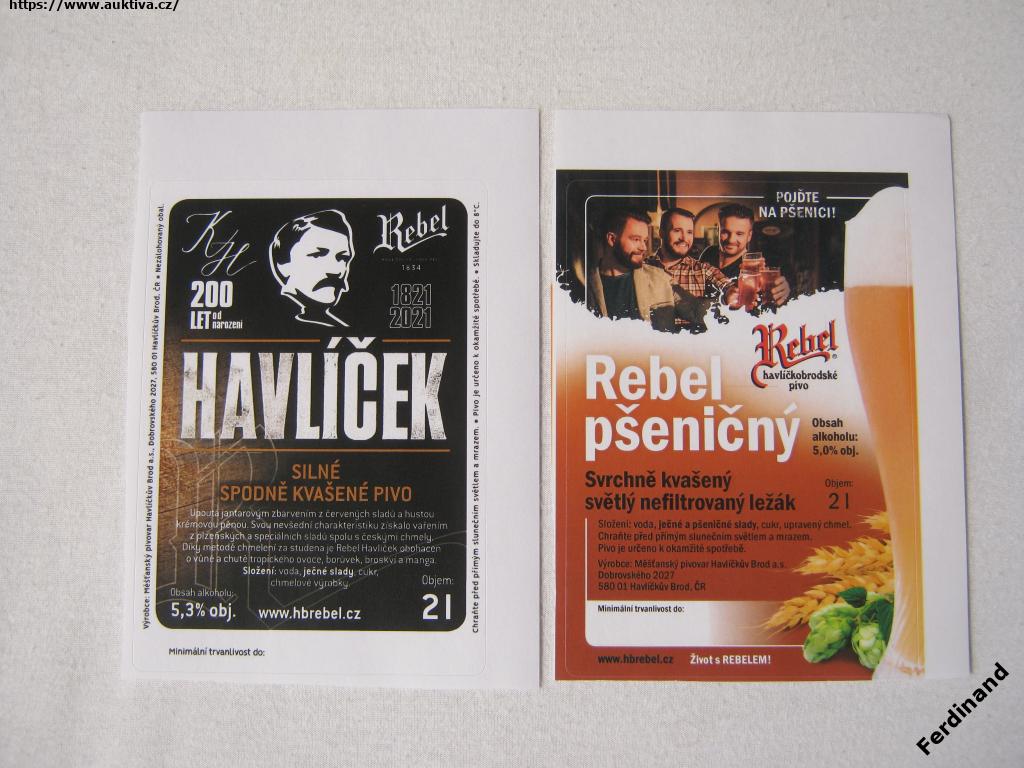 https://www.auktiva.cz/
KH
Rebel
1834
200
LET od
narození
1821
2021
HAVLÍČEK
SILNÉ
SPODNĚ KVAŠENÉ PIVO
Upoutá jantarovým zbarvením z červených sladů a hustou
krémovou pěnou. Svou nevšední charakteristiku získalo vařením
z plzeňských a speciálních sladů spolu s českými chmely.
Díky metodě chmelení za studena je Rebel Havlíček obohacen
o vůně a chutě tropického ovoce, borůvek, broskví a manga.
Složení: voda, ječné slady, cukr,
chmelové výrobky.
Obsah alkoholu:
5,3% obj.
www.hbrebel.cz
Objem:
2 l
Výrobce: Měšťanský pivovar Havlíčkův Brod a.s., Dobrovského 2027, 580 01 Havlíčkův Brod, ČR • Nezálohovaný obal.
Chraňte před přímým slunečním světlem a mrazem. • Pivo je určeno k okamžité spotřebě. • Skladujte do 8°C.
Minimální trvanlivost do:
POJĎTE
NA PŠENICI!
Rebel
havlíčkobrodské
pivo
Rebel
pšeničný
Obsah
alkoholu:
5,0% obj.
Svrchně kvašený
světlý nefiltrovaný ležák
Objem:
2 l
Složení: voda, ječné a pšeničné slady, cukr, upravený chmel.
Chraňte před přímým slunečním světlem a mrazem.
Pivo je určeno k okamžité spotřebě.
Výrobce: Měšťanský pivovar Havlíčkův Brod a.s.
Dobrovského 2027
580 01 Havlíčkův Brod, ČR
Minimální trvanlivost do:
www.hbrebel.cz
Život s REBELEM!
Ferdinand